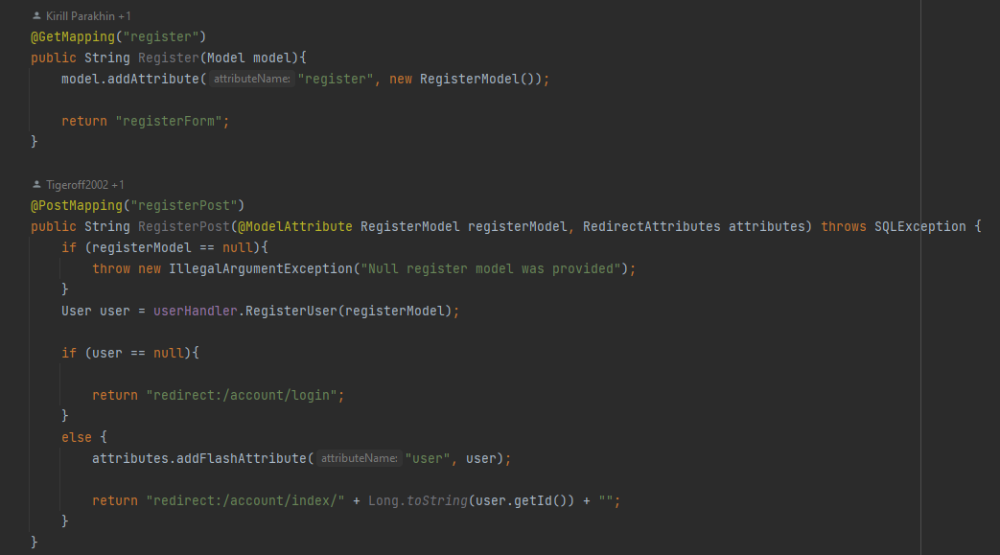 Kirill Parakhin +1
@GetMapping("register")
public String Register(Model model){
model.addAttribute( attributeName: "register", new RegisterModel());
return "registerForm";
}
Tigeroff2002 +1
@PostMapping("registerPost")
public String RegisterPost(@ModelAttribute RegisterModel registerModel, RedirectAttributes attributes) throws SQLException {
if (registerModel == null){
throw new IllegalArgumentException("Null register model was provided");
}
User user = userHandler.RegisterUser(registerModel);
if (user == null){
return "redirect:/account/login";
}
else {
attributes.addFlashAttribute( attributeName: "user", user);
return "redirect:/account/index/" + Long.toString(user.getId()) + "";
}
}